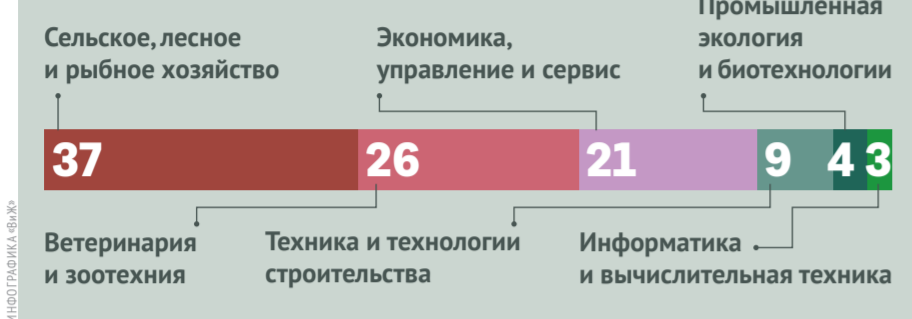 Промышленная
Сельское, лесное
и рыбное хозяйство
Экономика,
управление и сервис
экология
и биотехнологии
37
26
21
9
4
3
Ветеринария
и зоотехния
Техника и технологии
строительства
Информатика
и вычислительная техника
ИНФОГРАФИКА «ВиЖ»